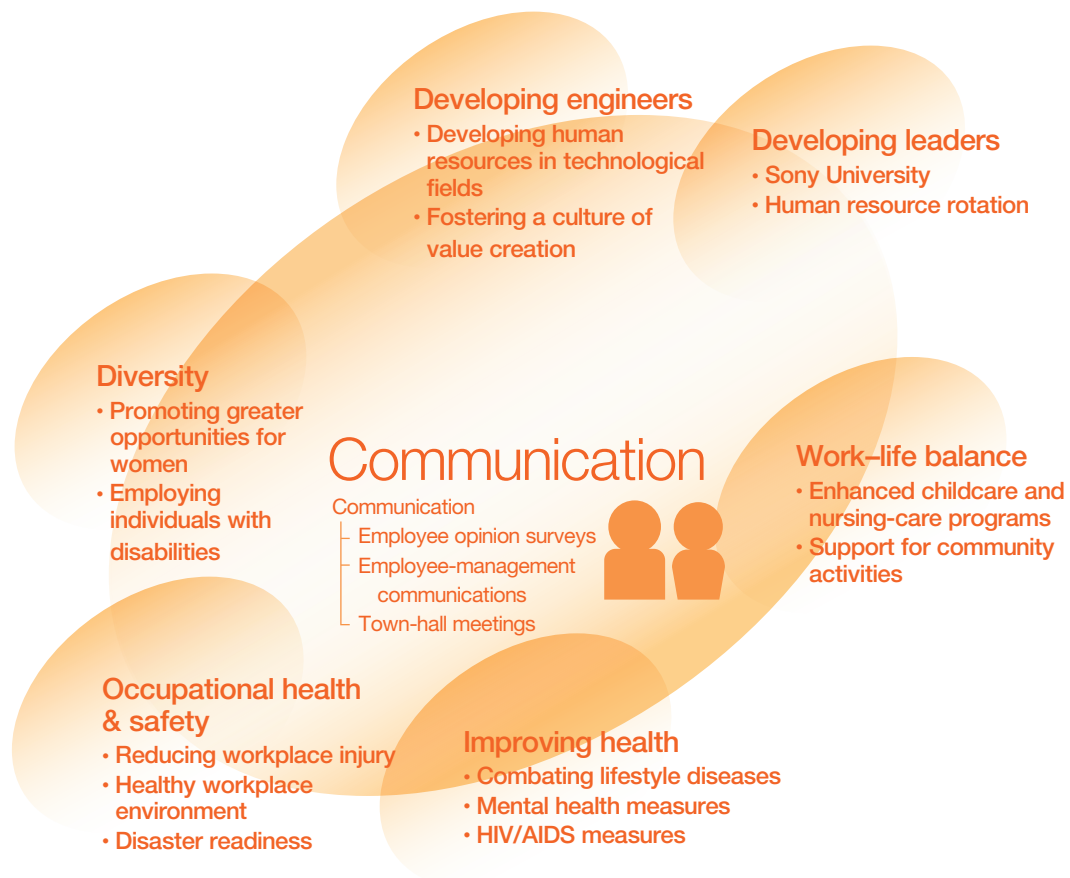 Developing engineers
• Developing human
resources in technological
fields
• Fostering a culture of
value creation
Developing leaders
• Sony University
• Human resource rotation
Diversity
• Promoting greater
opportunities for
women
• Employing
individuals with
disabilities
Communication
Communication
Employee opinion surveys
Employee-management
communications
Town-hall meetings
Work–life balance
• Enhanced childcare and
nursing-care programs
• Support for community
activities
Occupational health
& safety
• Reducing workplace injury
• Healthy workplace
environment
• Disaster readiness
Improving health
• Combating lifestyle diseases
• Mental health measures
• HIV/AIDS measures